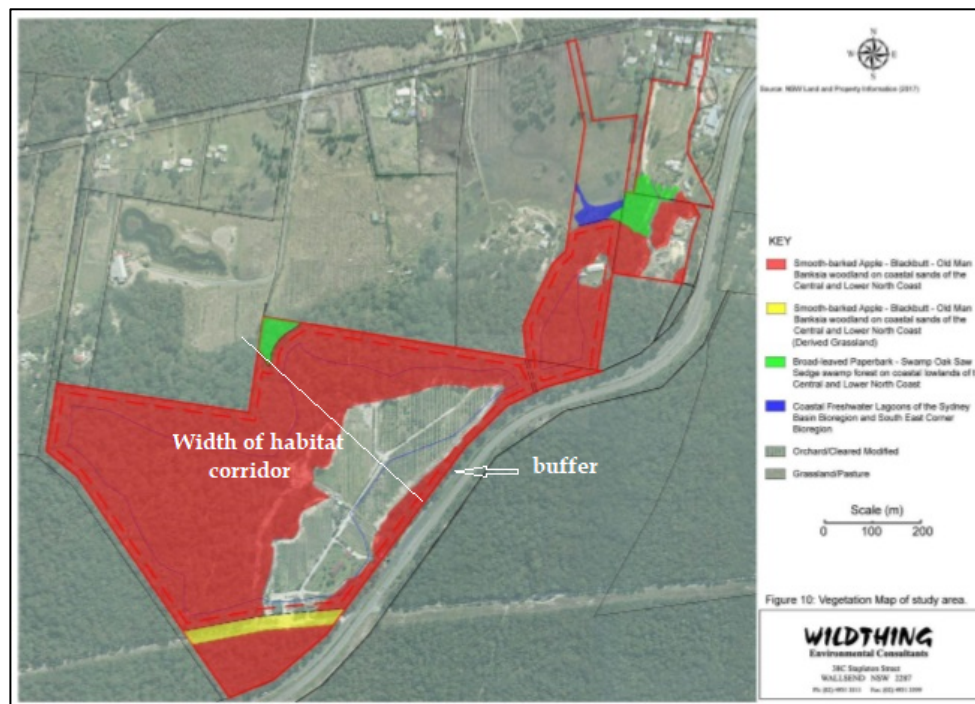 N
W E
S
Source: NSW Land and Property Information (2017)
KEY
Smooth-barked Apple - Blackbutt - Old Man
Banksia woodland on coastal sands of the
Central and Lower North Coast
Smooth-barked Apple - Blackbutt - Old Man
Banksia woodland on coastal sands of the
Central and Lower North Coast
(Derived Grassland)
Broad-leaved Paperbark - Swamp Oak Saw
Sedge swamp forest on coastal lowlands of t
Central and Lower North Coast
Coastal Freshwater Lagoons of the Sydney
Basin Bioregion and South East Corner
Bioregion
Orchard/Cleared Modified
Grassland/Pasture
Scale (m)
0 100 200
Width of habitat
corridor
buffer
Figure 10: Vegetation Map of study area.
WILDTHING
Environmental Consultants
Street
WALLSEND NSW 2287